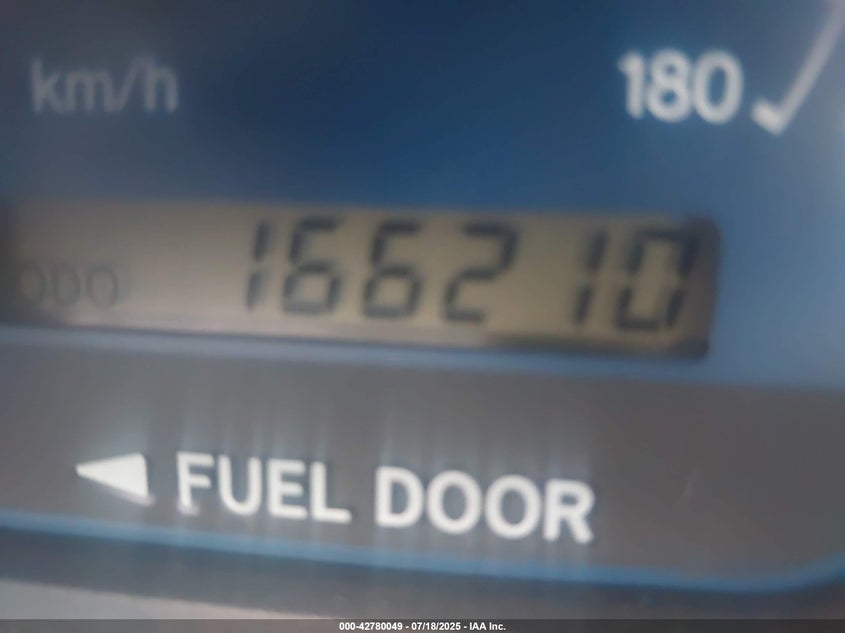 km/h 180
ODO 166210
FUEL DOOR
000-42780049 - 07/18/2025 - IAA Inc.